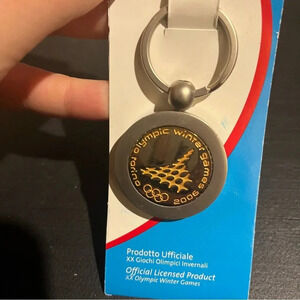 torino olympic winter games
2006
Prodotto Ufficiale
XX Giochi Olimpici Invernali
Official Licensed Product
XX Olympic Winter Games